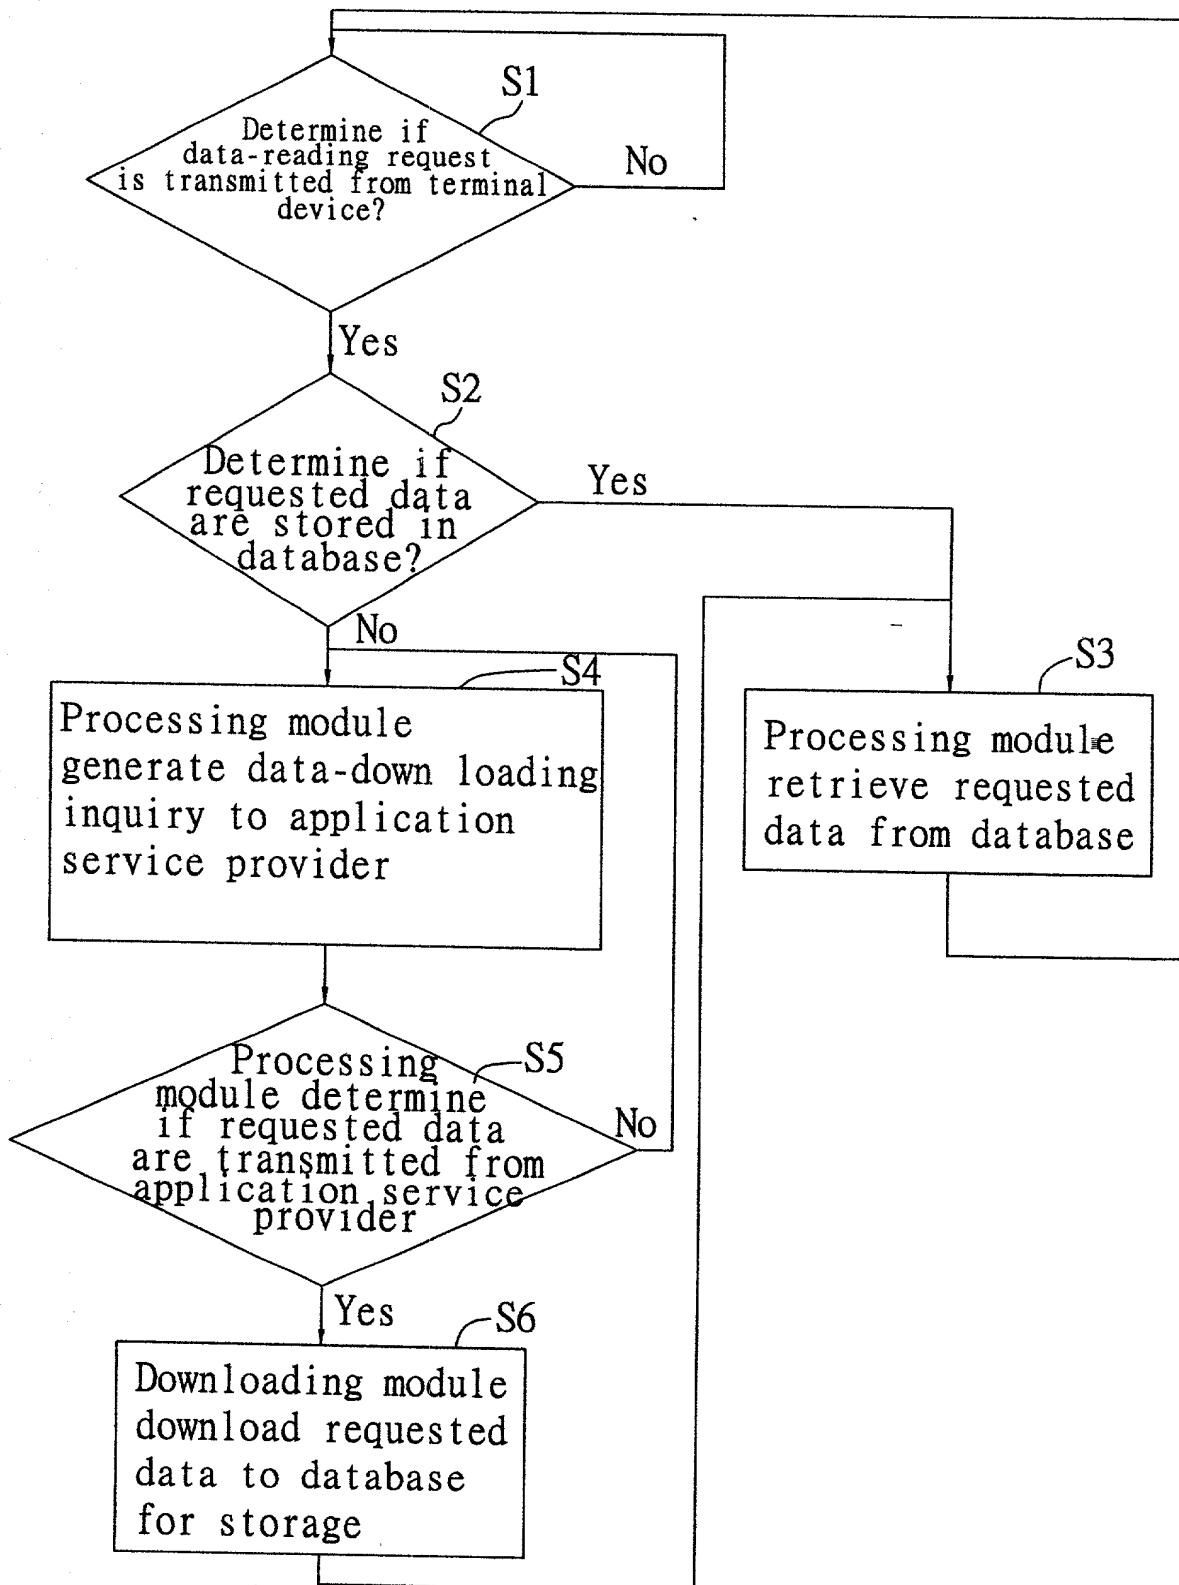 S1
Determine if
data-reading request
is transmitted from terminal
device?
No
Yes
S2
Determine if
requested data
are stored in
database?
Yes
No
S4
Processing module
generate data-down loading
inquiry to application
service provider
S3
Processing module
retrieve requested
data from database
S5
Processing
module determine
if requested data
are transmitted from
application service
provider
No
Yes
S6
Downloading module
download requested
data to database
for storage